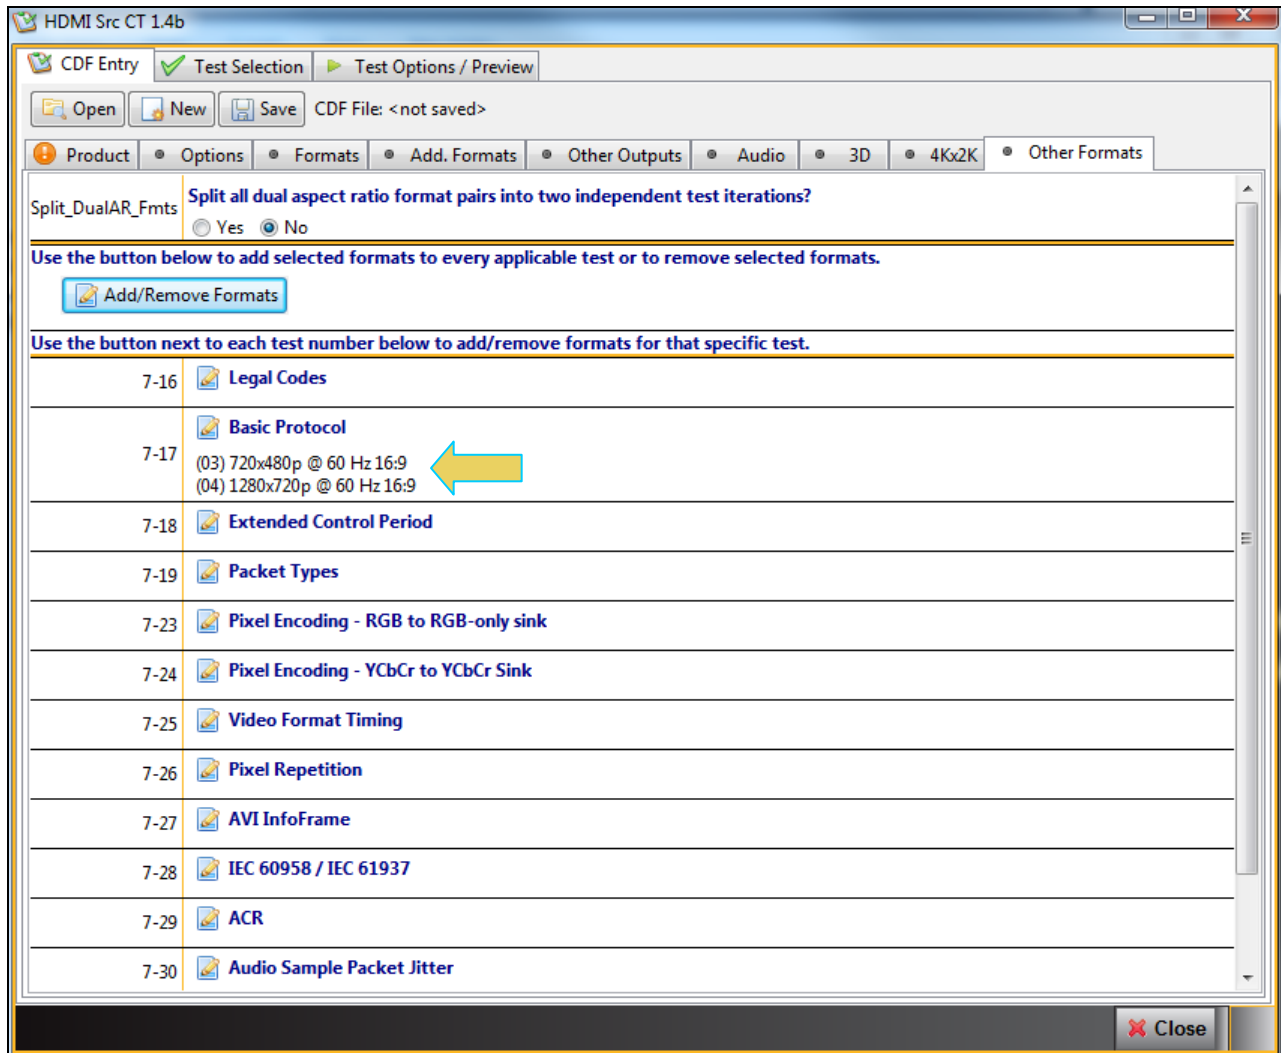 HDMI Src CT 1.4b
CDF Entry Test Selection Test Options / Preview
Open New Save CDF File: <not saved>
Product Options Formats Add. Formats Other Outputs Audio 3D 4Kx2K Other Formats
Split_DualAR_Fmts Split all dual aspect ratio format pairs into two independent test iterations?
Yes No
Use the button below to add selected formats to every applicable test or to remove selected formats.
Add/Remove Formats
Use the button next to each test number below to add/remove formats for that specific test.
7-16 Legal Codes
7-17 Basic Protocol
(03) 720x480p @ 60 Hz 16:9
(04) 1280x720p @ 60 Hz 16:9
7-18 Extended Control Period
7-19 Packet Types
7-23 Pixel Encoding - RGB to RGB-only sink
7-24 Pixel Encoding - YCbCr to YCbCr Sink
7-25 Video Format Timing
7-26 Pixel Repetition
7-27 AVI InfoFrame
7-28 IEC 60958 / IEC 61937
7-29 ACR
7-30 Audio Sample Packet Jitter
Close